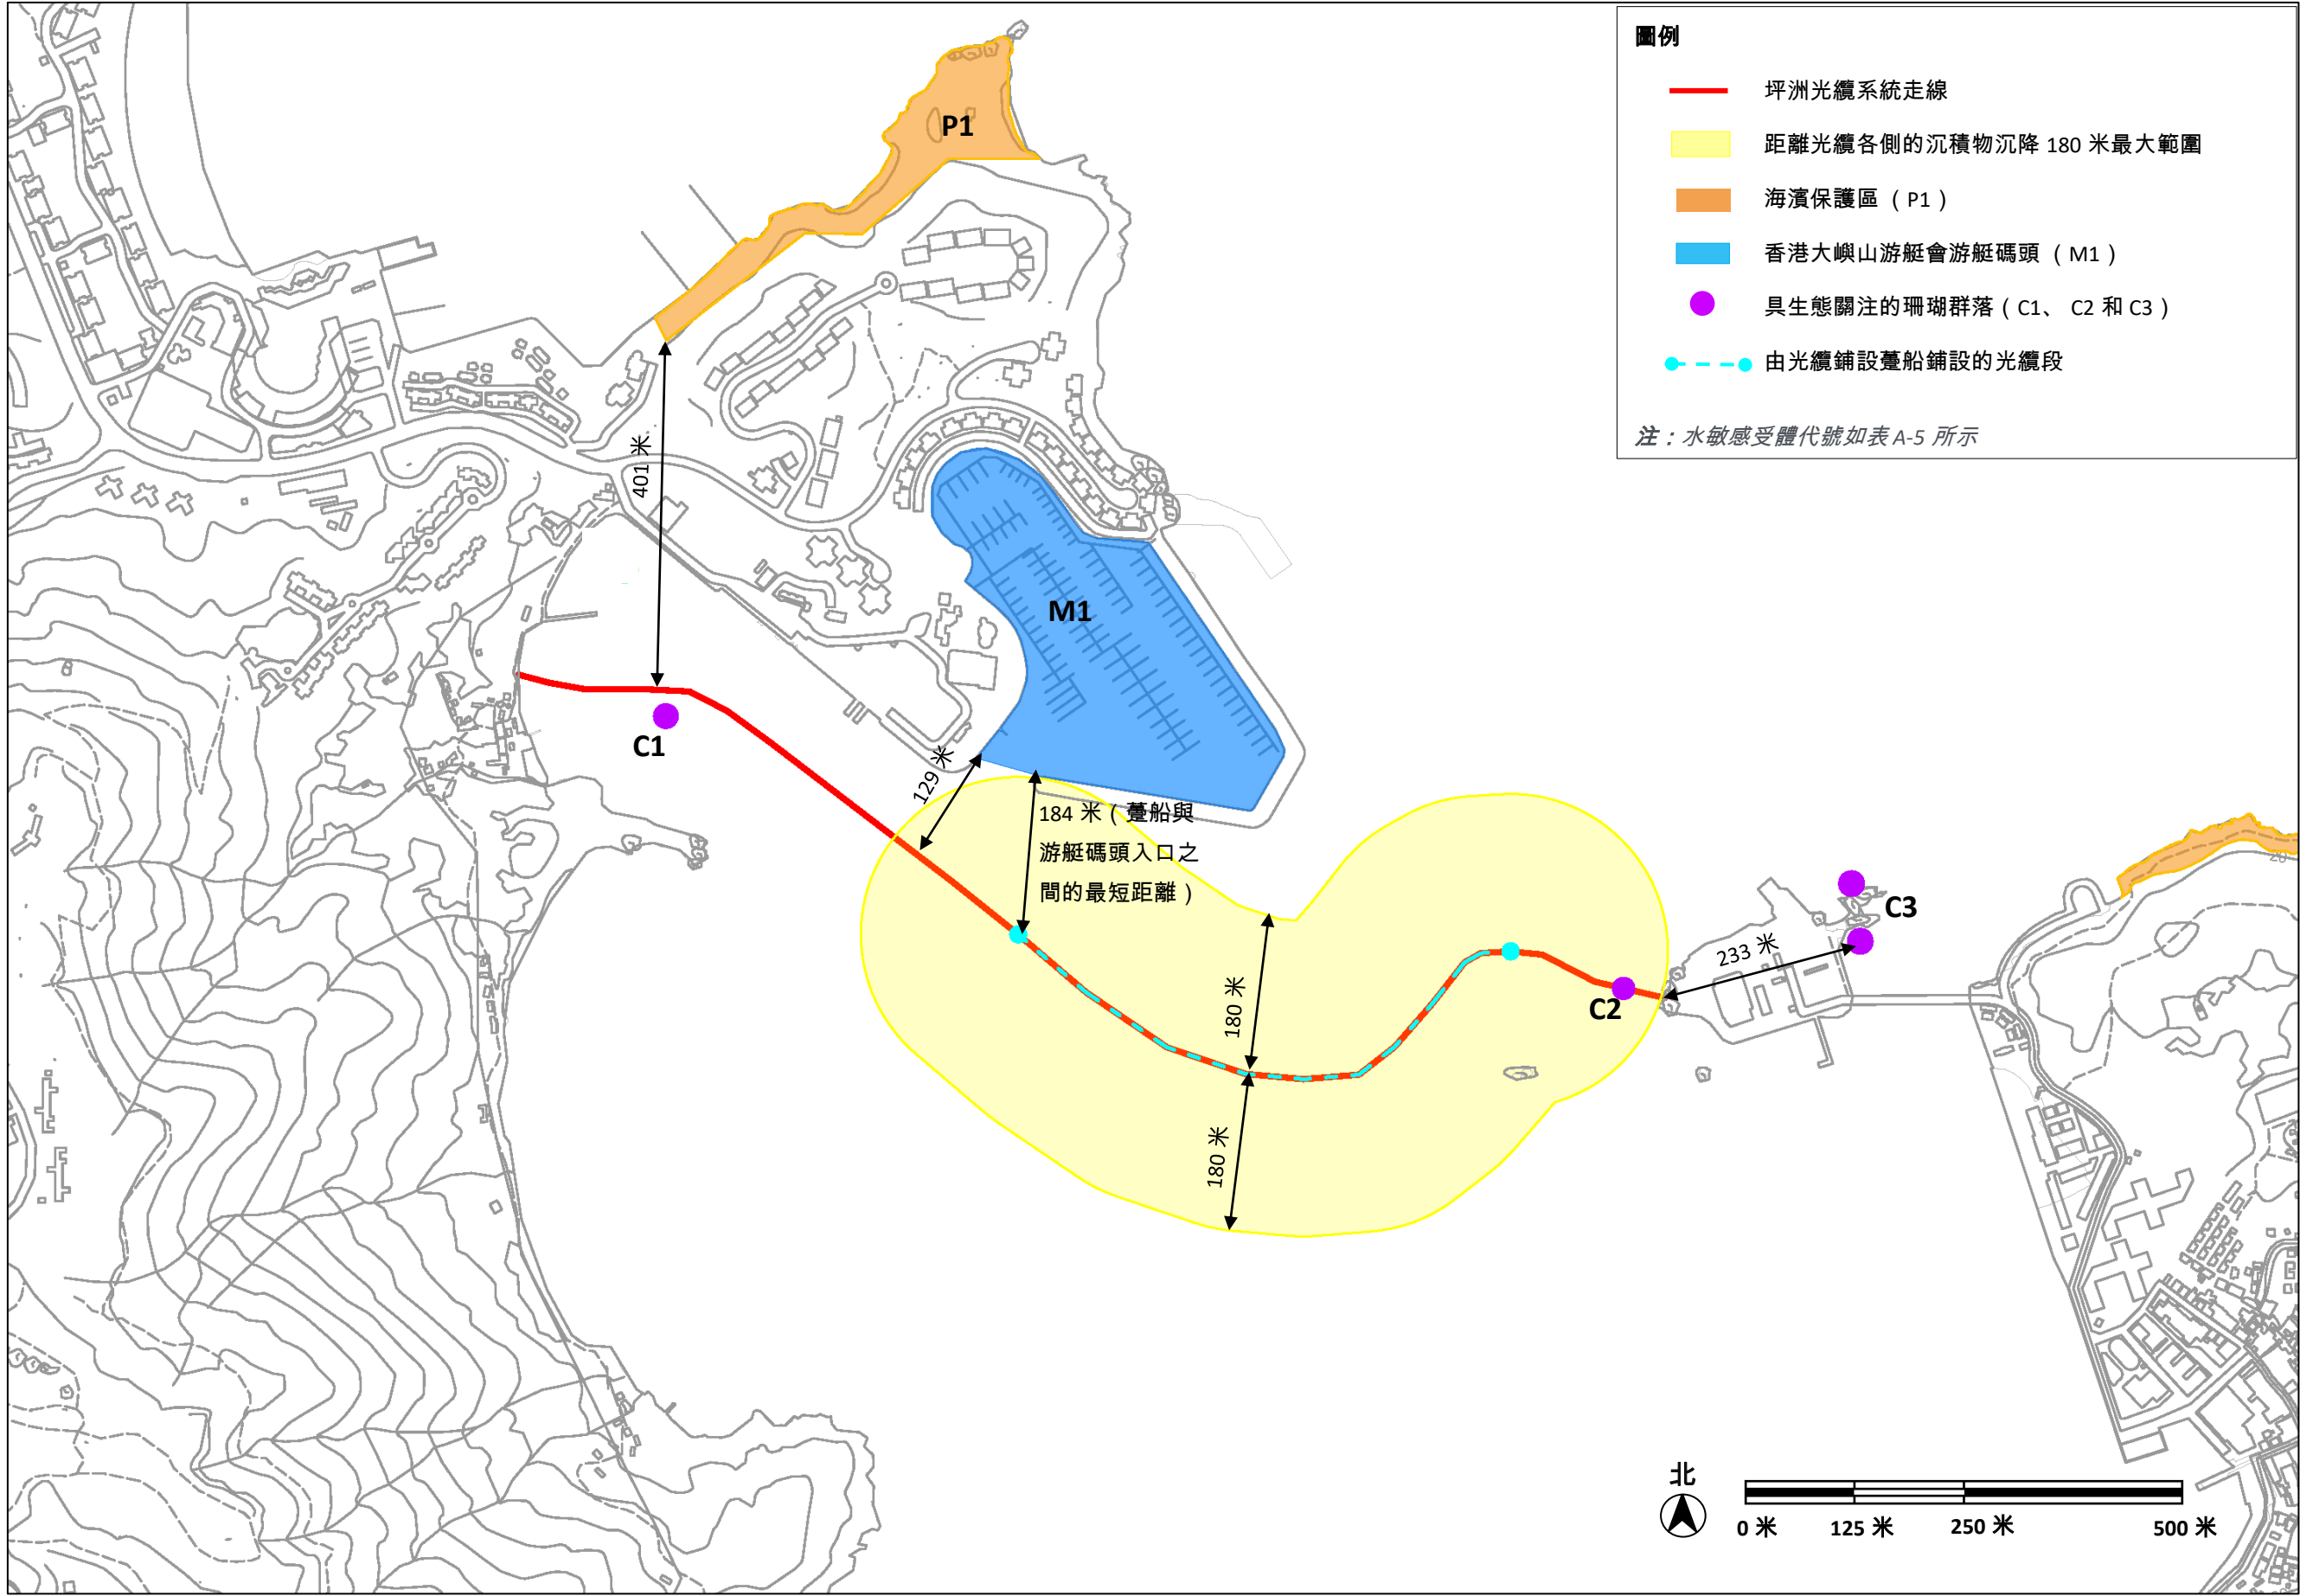 圖例
坪洲光纜系統走線
距離光纜各側的沉積物沉降 180 米最大範圍
海濱保護區 （ P1 ）
香港大嶼山游艇會游艇碼頭 （ M1 ）
具生態關注的珊瑚群落（ C1、 C2 和 C3 ）
由光纜鋪設躉船鋪設的光纜段
注：水敏感受體代號如表 A-5 所示
P1
401 米
M1
C1
129 米
184 米（ 躉船與
游艇碼頭入口之
間的最短距離 ）
180 米
180 米
C2
233 米
C3
20
北
0 米
125 米
250 米
500 米